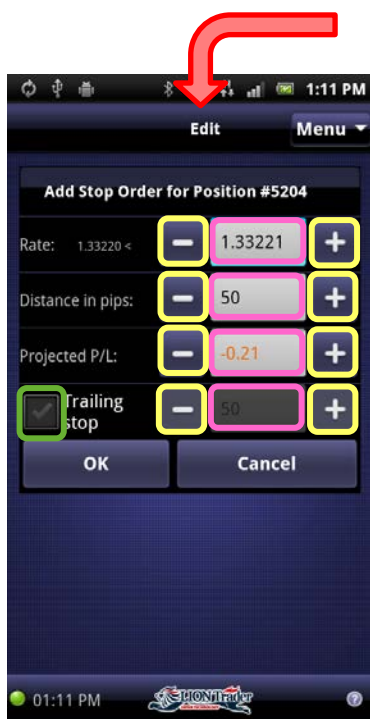 1:11 PM
Edit Menu
Add Stop Order for Position #5204
Rate: 1.33220 < 1.33221
Distance in pips: 50
Projected P/L: -0.21
Trailing stop 50
OK Cancel
01:11 PM LIONTrader